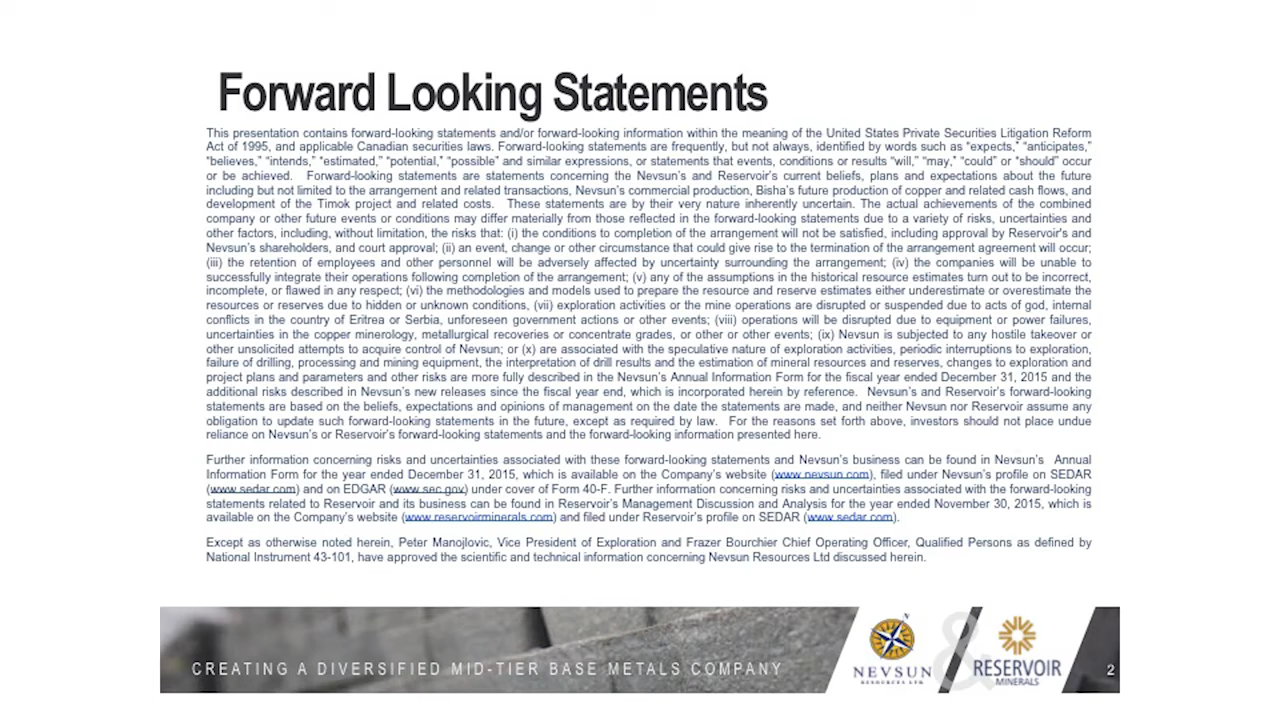 Forward Looking Statements
This presentation contains forward-looking statements and/or forward-looking information within the meaning of the United States Private Securities Litigation Reform
Act of 1995, and applicable Canadian securities laws. Forward-looking statements are frequently, but not always, identified by words such as “expects,” “anticipates,”
“believes,” “intends,” “estimated,” “potential,” “possible” and similar expressions, or statements that events, conditions or results “will,” “may,” “could” or “should” occur
or be achieved. Forward-looking statements are statements concerning the Nevsun’s and Reservoir’s current beliefs, plans and expectations about the future
including but not limited to the arrangement and related transactions, Nevsun’s commercial production, Bisha’s future production of copper and related cash flows, and
development of the Timok project and related costs. These statements are by their very nature inherently uncertain. The actual achievements of the combined
company or other future events or conditions may differ materially from those reflected in the forward-looking statements due to a variety of risks, uncertainties and
other factors, including, without limitation, the risks that: (i) the conditions to completion of the arrangement will not be satisfied, including approval by Reservoir's and
Nevsun’s shareholders, and court approval; (ii) an event, change or other circumstance that could give rise to the termination of the arrangement agreement will occur;
(iii) the retention of employees and other personnel will be adversely affected by uncertainty surrounding the arrangement; (iv) the companies will be unable to
successfully integrate their operations following completion of the arrangement; (v) any of the assumptions in the historical resource estimates turn out to be incorrect,
incomplete, or flawed in any respect; (vi) the methodologies and models used to prepare the resource and reserve estimates either underestimate or overestimate the
resources or reserves due to hidden or unknown conditions, (vii) exploration activities or the mine operations are disrupted or suspended due to acts of god, internal
conflicts in the country of Eritrea or Serbia, unforeseen government actions or other events; (viii) operations will be disrupted due to equipment or power failures,
uncertainties in the copper minerology, metallurgical recoveries or concentrate grades, or other or other events; (ix) Nevsun is subjected to any hostile takeover or
other unsolicited attempts to acquire control of Nevsun; or (x) are associated with the speculative nature of exploration activities, periodic interruptions to exploration,
failure of drilling, processing and mining equipment, the interpretation of drill results and the estimation of mineral resources and reserves, changes to exploration and
project plans and parameters and other risks are more fully described in the Nevsun’s Annual Information Form for the fiscal year ended December 31, 2015 and the
additional risks described in Nevsun’s new releases since the fiscal year end, which is incorporated herein by reference. Nevsun’s and Reservoir’s forward-looking
statements are based on the beliefs, expectations and opinions of management on the date the statements are made, and neither Nevsun nor Reservoir assume any
obligation to update such forward-looking statements in the future, except as required by law. For the reasons set forth above, investors should not place undue
reliance on Nevsun’s or Reservoir’s forward-looking statements and the forward-looking information presented here.
Further information concerning risks and uncertainties associated with these forward-looking statements and Nevsun’s business can be found in Nevsun’s Annual
Information Form for the year ended December 31, 2015, which is available on the Company’s website (www.nevsun.com), filed under Nevsun’s profile on SEDAR
(www.sedar.com) and on EDGAR (www.sec.gov) under cover of Form 40-F. Further information concerning risks and uncertainties associated with the forward-looking
statements related to Reservoir and its business can be found in Reservoir’s Management Discussion and Analysis for the year ended November 30, 2015, which is
available on the Company’s website (www.reservoirminerals.com) and filed under Reservoir’s profile on SEDAR (www.sedar.com).
Except as otherwise noted herein, Peter Manojlovic, Vice President of Exploration and Frazer Bourchier Chief Operating Officer, Qualified Persons as defined by
National Instrument 43-101, have approved the scientific and technical information concerning Nevsun Resources Ltd discussed herein.
CREATING A DIVERSIFIED MID-TIER BASE METALS COMPANY
NEVSUN
RESOURCES LTD.
&
RESERVOIR
MINERALS
2